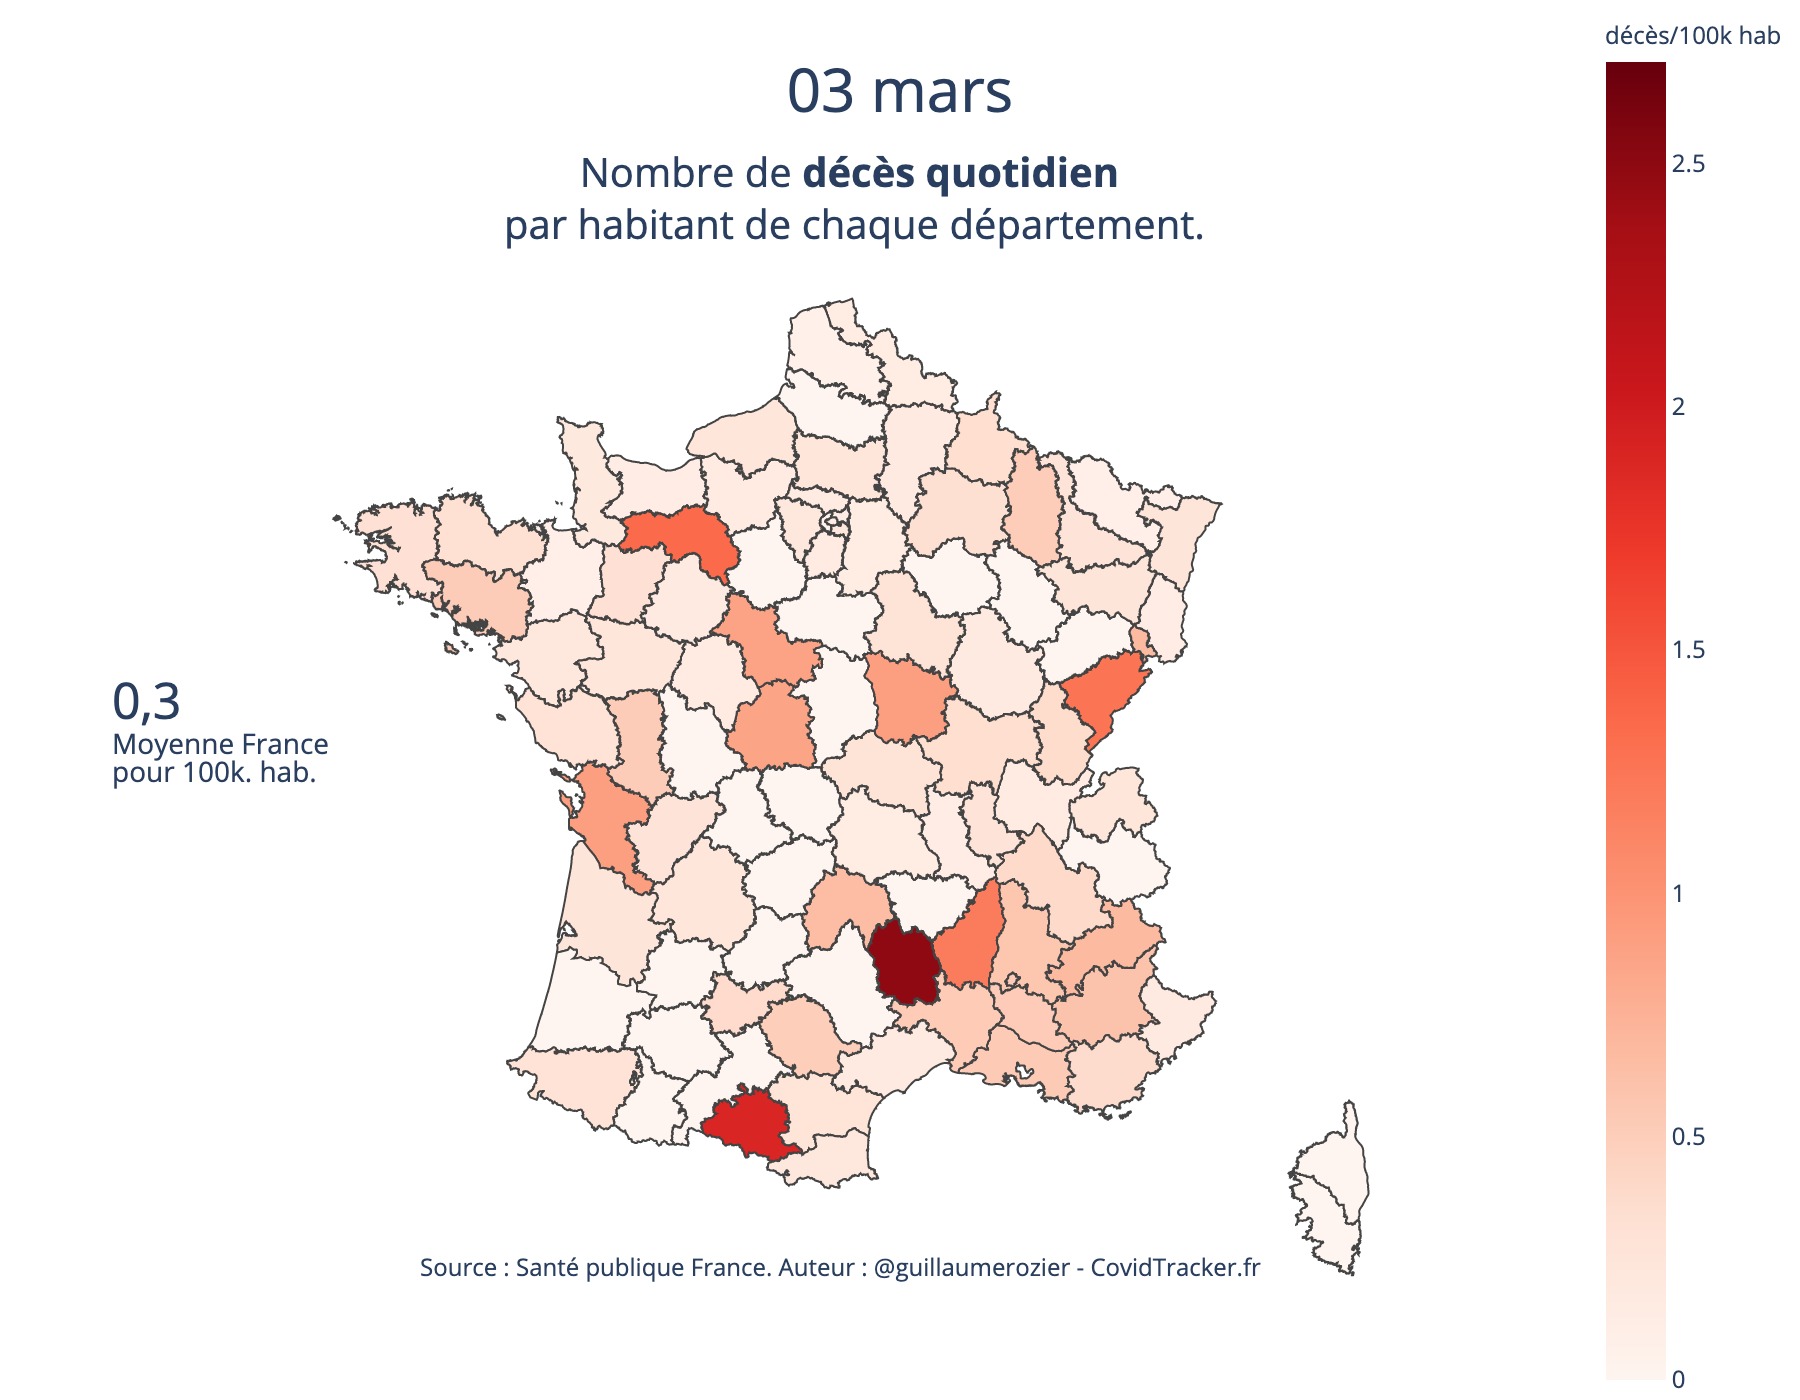 décès/100k hab
03 mars
Nombre de décès quotidien
par habitant de chaque département.
2.5
2
1.5
1
0.5
0
0,3
Moyenne France
pour 100k. hab.
Source : Santé publique France. Auteur : @guillaumerozier - CovidTracker.fr